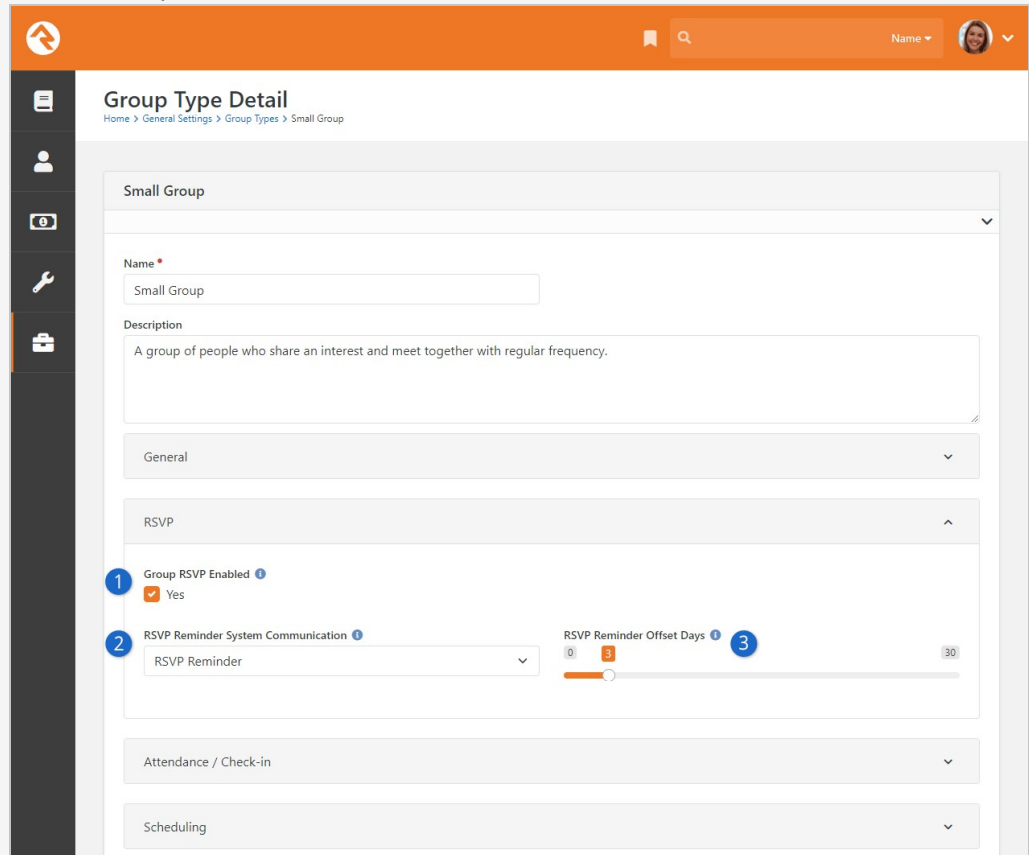 Name
Group Type Detail
Home > General Settings > Group Types > Small Group
Small Group
Name
Small Group
Description
A group of people who share an interest and meet together with regular frequency.
General
RSVP
1 Group RSVP Enabled
Yes
2 RSVP Reminder System Communication
RSVP Reminder
RSVP Reminder Offset Days 3
0 3 30
Attendance / Check-in
Scheduling